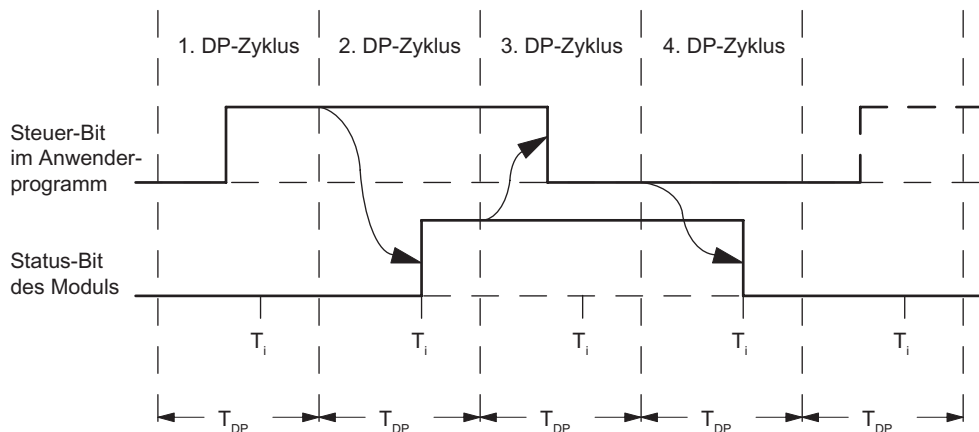 1. DP-Zyklus 2. DP-Zyklus 3. DP-Zyklus 4. DP-Zyklus
Steuer-Bit
im Anwender-
programm
Status-Bit
des Moduls
Ti Ti Ti Ti Ti
TDP TDP TDP TDP TDP